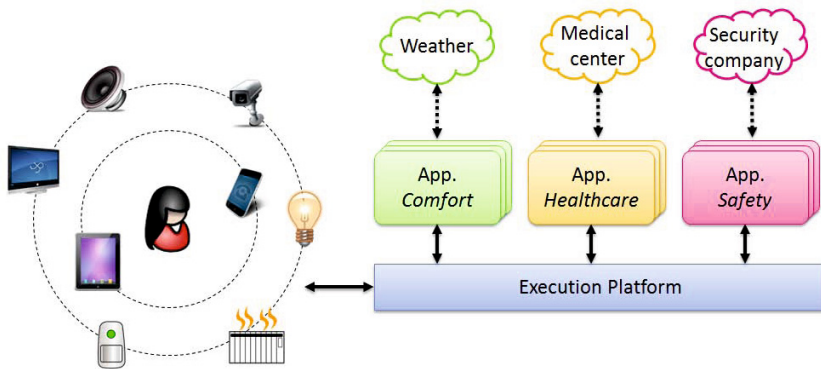 Weather
Medical
center
Security
company
App.
Comfort
App.
Healthcare
App.
Safety
Execution Platform